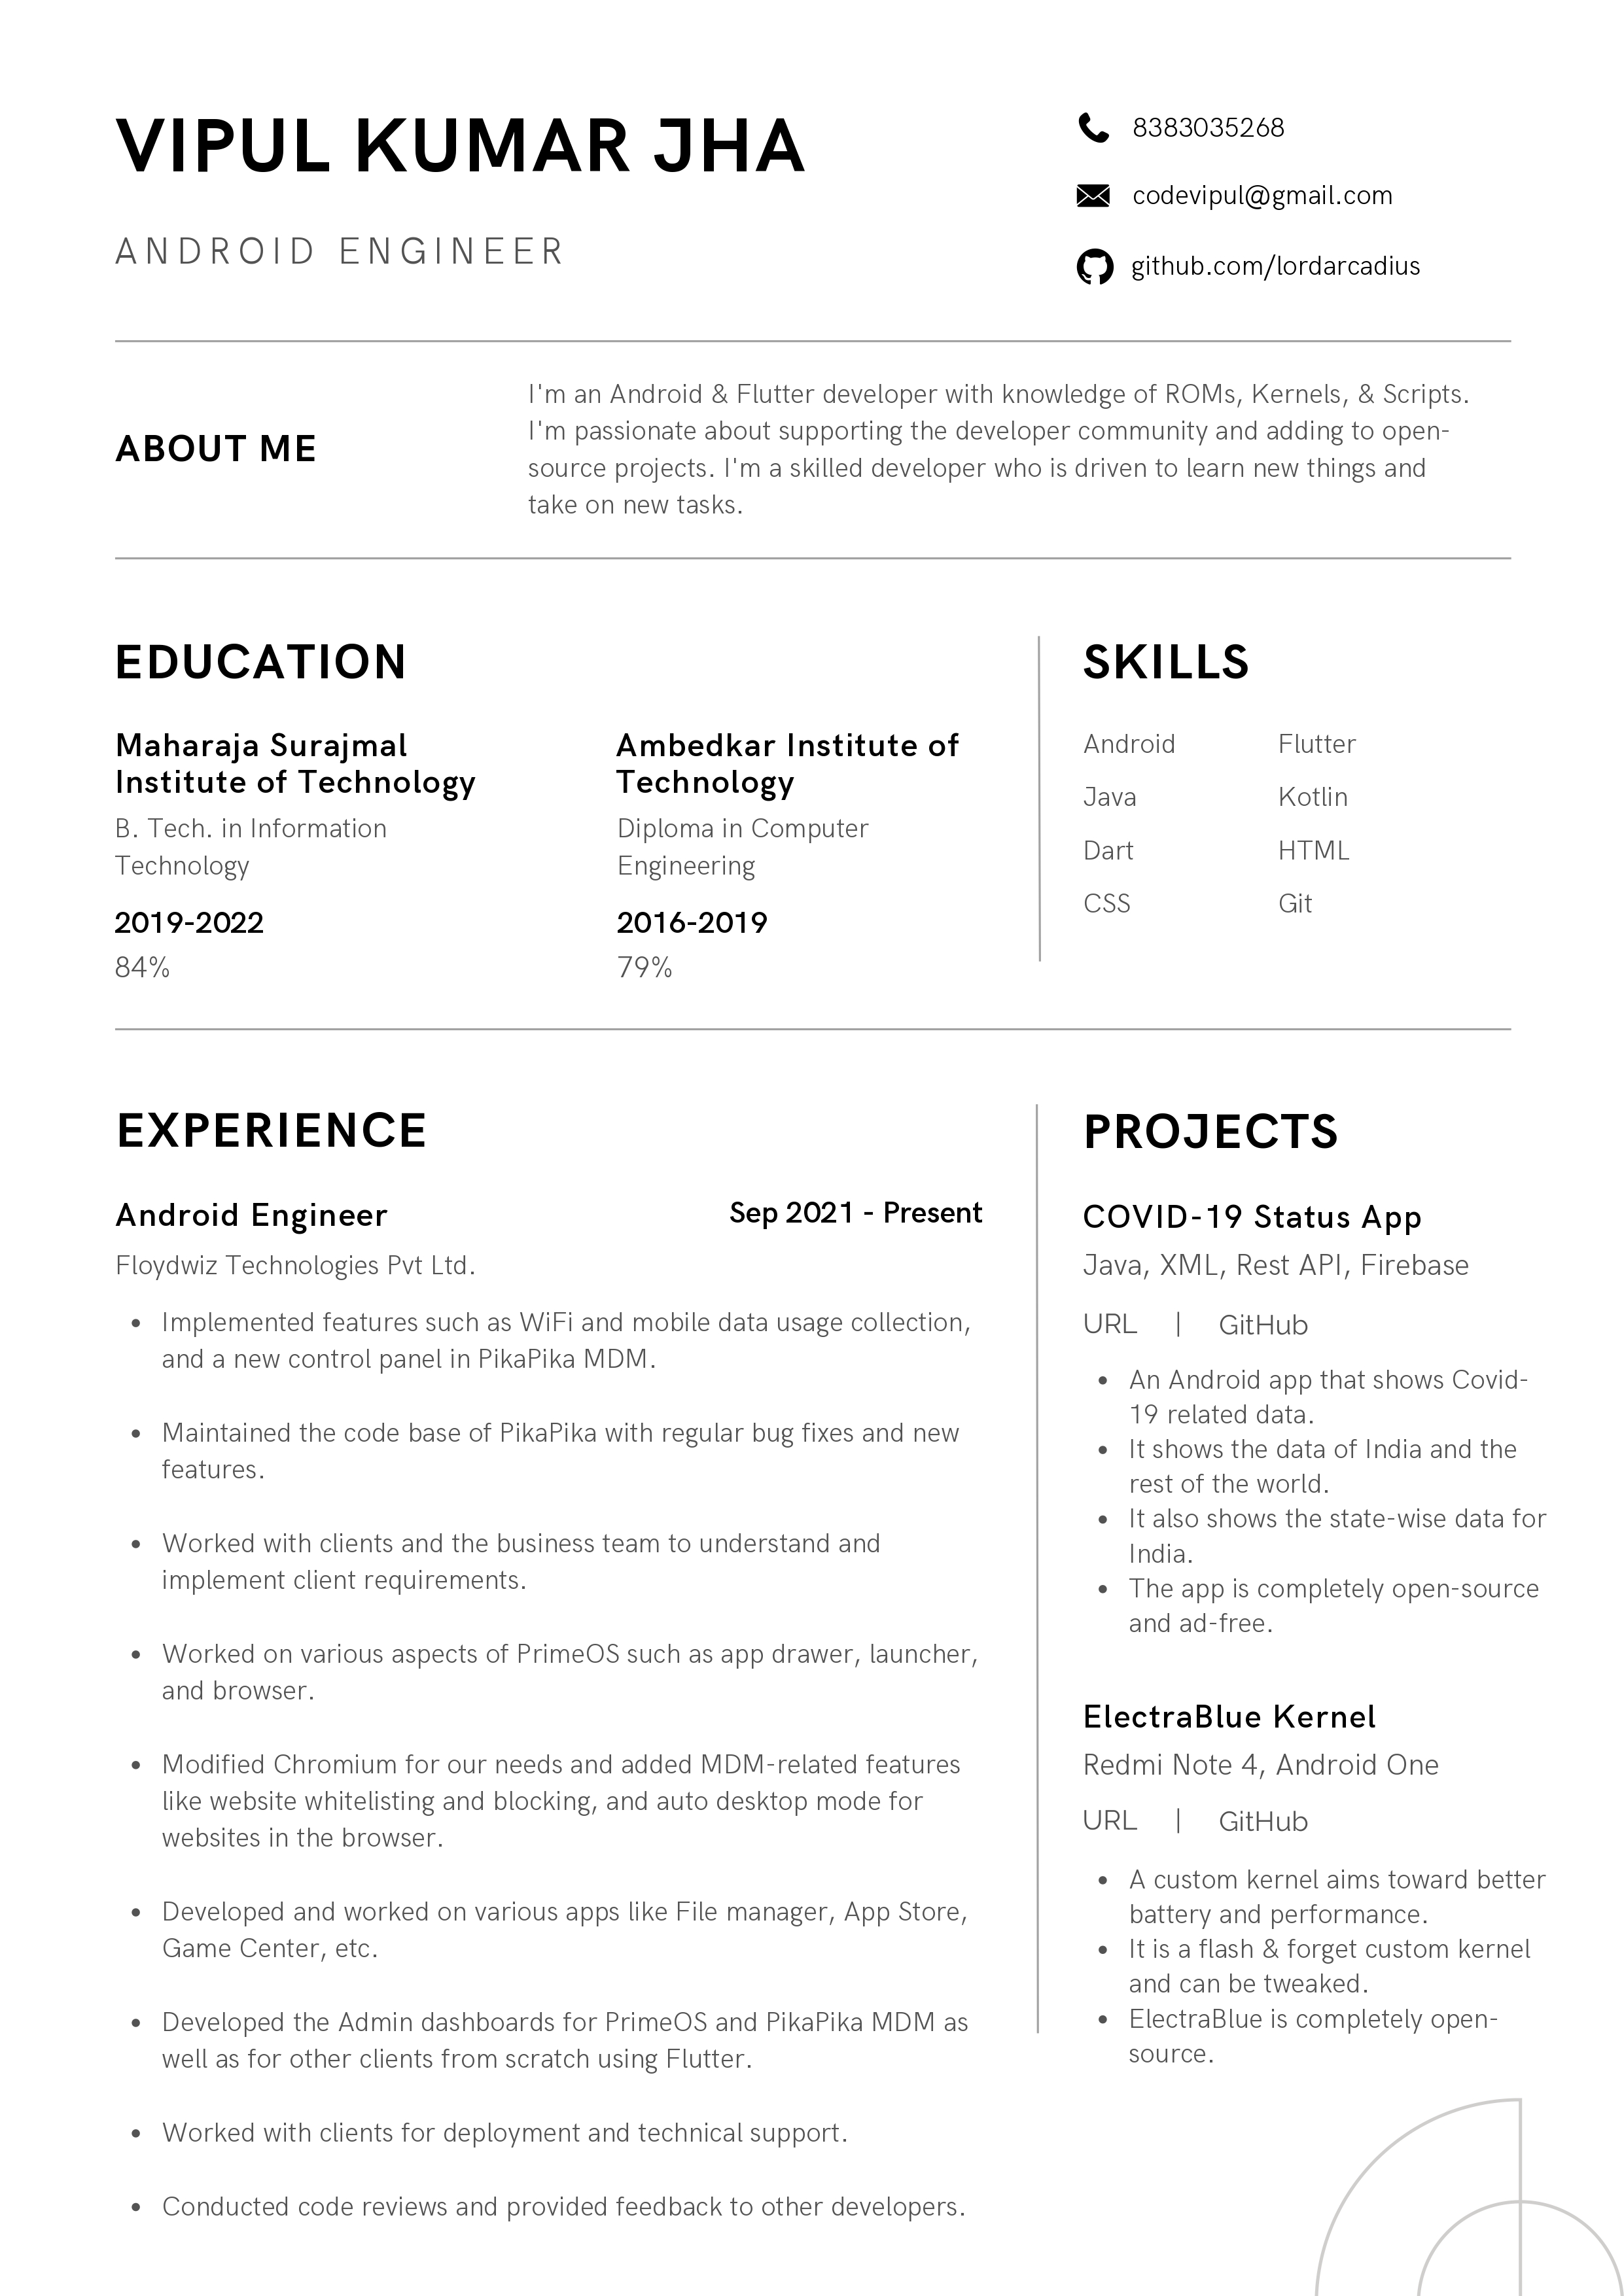 VIPUL KUMAR JHA
ANDROID ENGINEER
8383035268
codevipul@gmail.com
github.com/lordarcadius
ABOUT ME
I'm an Android & Flutter developer with knowledge of ROMs, Kernels, & Scripts.
I'm passionate about supporting the developer community and adding to open-
source projects. I'm a skilled developer who is driven to learn new things and
take on new tasks.
EDUCATION
Maharaja Surajmal
Institute of Technology
B. Tech. in Information
Technology
2019-2022
84%
Ambedkar Institute of
Technology
Diploma in Computer
Engineering
2016-2019
79%
SKILLS
Android
Flutter
Java
Kotlin
Dart
HTML
CSS
Git
EXPERIENCE
Android Engineer
Sep 2021 - Present
Floydwiz Technologies Pvt Ltd.
• Implemented features such as WiFi and mobile data usage collection,
and a new control panel in PikaPika MDM.
• Maintained the code base of PikaPika with regular bug fixes and new
features.
• Worked with clients and the business team to understand and
implement client requirements.
• Worked on various aspects of PrimeOS such as app drawer, launcher,
and browser.
• Modified Chromium for our needs and added MDM-related features
like website whitelisting and blocking, and auto desktop mode for
websites in the browser.
• Developed and worked on various apps like File manager, App Store,
Game Center, etc.
• Developed the Admin dashboards for PrimeOS and PikaPika MDM as
well as for other clients from scratch using Flutter.
• Worked with clients for deployment and technical support.
• Conducted code reviews and provided feedback to other developers.
PROJECTS
COVID-19 Status App
Java, XML, Rest API, Firebase
URL | GitHub
• An Android app that shows Covid-
19 related data.
• It shows the data of India and the
rest of the world.
• It also shows the state-wise data for
India.
• The app is completely open-source
and ad-free.
ElectraBlue Kernel
Redmi Note 4, Android One
URL | GitHub
• A custom kernel aims toward better
battery and performance.
• It is a flash & forget custom kernel
and can be tweaked.
• ElectraBlue is completely open-
source.